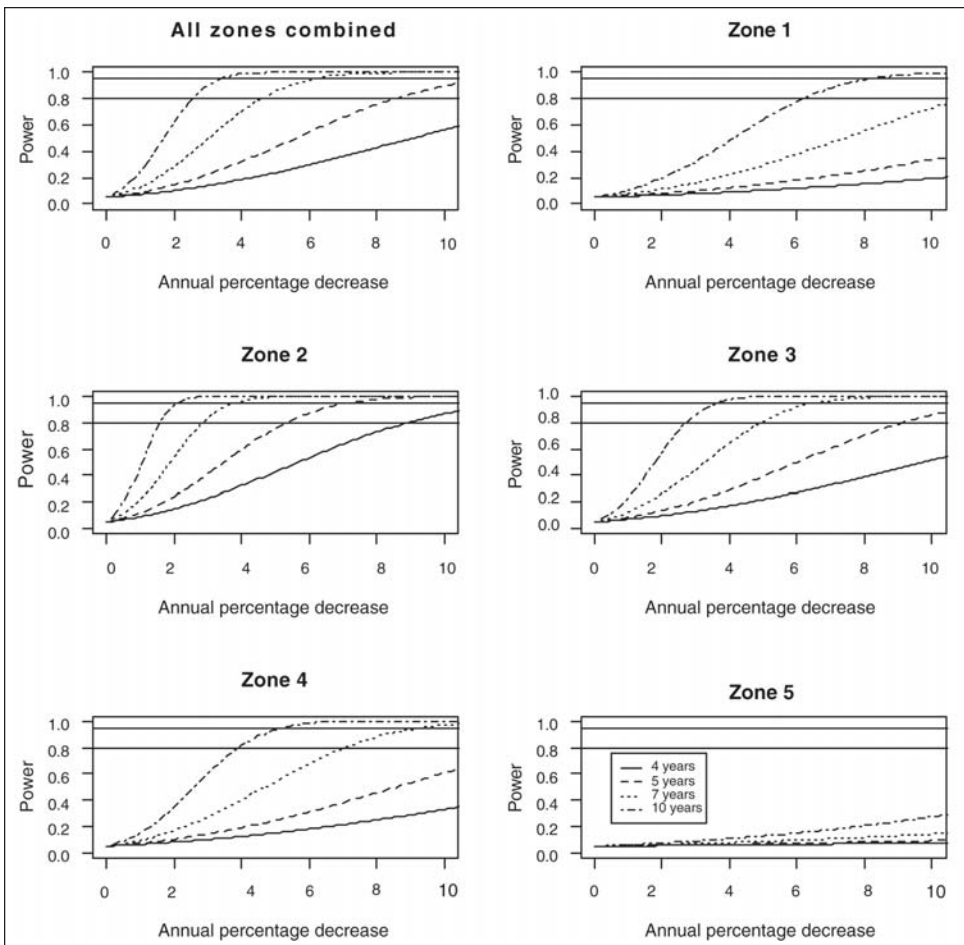 All zones combined
Power
1.0
0.8
0.6
0.4
0.2
0.0
0 2 4 6 8 10
Annual percentage decrease
Zone 1
Power
1.0
0.8
0.6
0.4
0.2
0.0
0 2 4 6 8 10
Annual percentage decrease
Zone 2
Power
1.0
0.8
0.6
0.4
0.2
0.0
0 2 4 6 8 10
Annual percentage decrease
Zone 3
Power
1.0
0.8
0.6
0.4
0.2
0.0
0 2 4 6 8 10
Annual percentage decrease
Zone 4
Power
1.0
0.8
0.6
0.4
0.2
0.0
0 2 4 6 8 10
Annual percentage decrease
Zone 5
Power
1.0
0.8
0.6
0.4
0.2
0.0
4 years
5 years
7 years
10 years
0 2 4 6 8 10
Annual percentage decrease